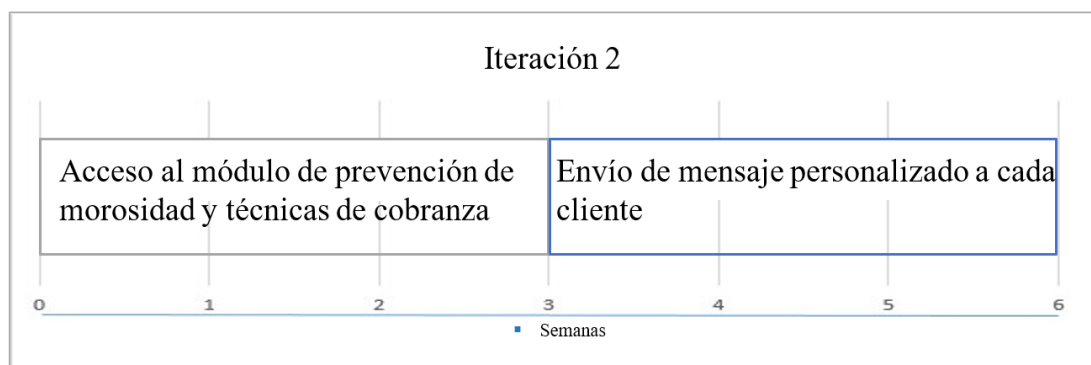 Iteración 2
Acceso al módulo de prevención de
morosidad y técnicas de cobranza
Envío de mensaje personalizado a cada
cliente
0 1 2 3 4 5 6
Semanas